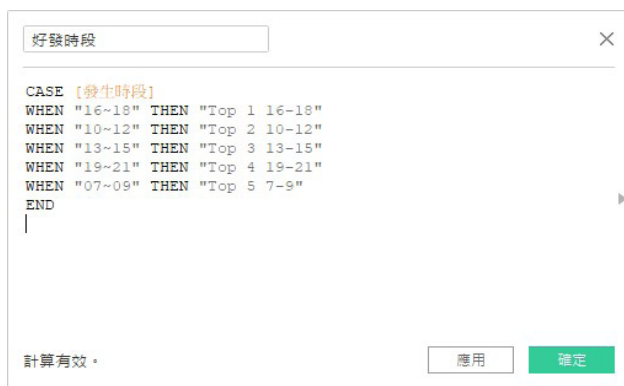 好發時段
CASE [發生時段]
WHEN "16~18" THEN "Top 1 16-18"
WHEN "10~12" THEN "Top 2 10-12"
WHEN "13~15" THEN "Top 3 13-15"
WHEN "19~21" THEN "Top 4 19-21"
WHEN "07~09" THEN "Top 5 7-9"
END
計算有效。
應用
確定